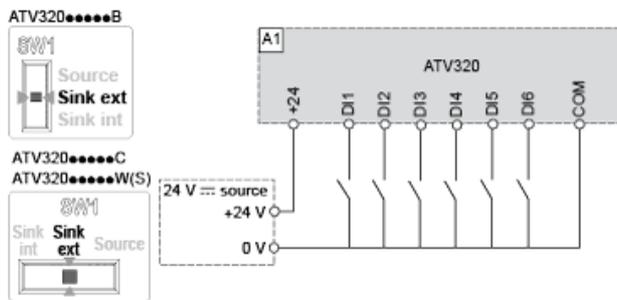 ATV320●●●●●B
SW1
Source
Sink ext
Sink int
ATV320●●●●●C
ATV320●●●●●W(S)
SW1
Sink int
Sink ext
Source
A1
ATV320
+24
DI1
DI2
DI3
DI4
DI5
DI6
COM
24 V ⎓ source
+24 V
0 V